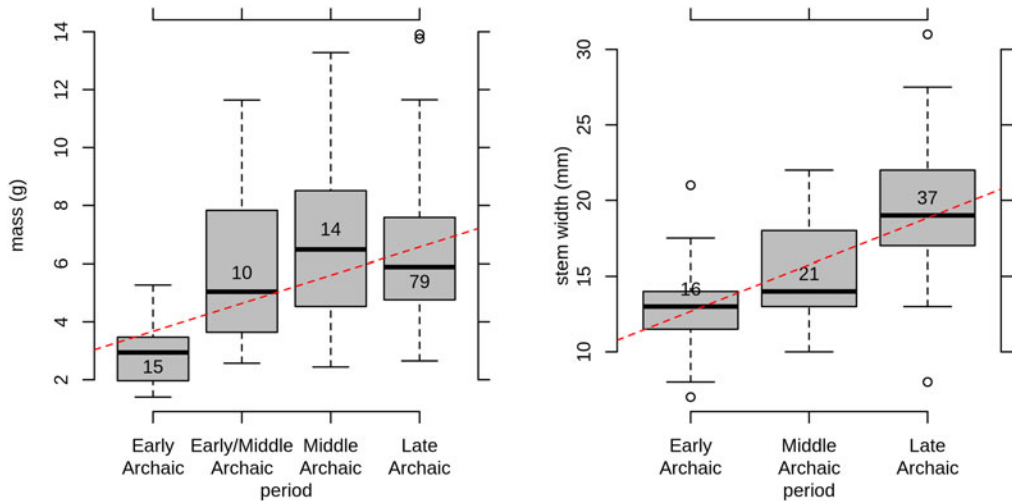 mass (g)
14
12
10
8
6
4
2
15
10
14
79
Early Archaic
Early/Middle Archaic
Middle Archaic
Late Archaic
period
stem width (mm)
30
25
20
15
10
16
21
37
Early Archaic
Middle Archaic
Late Archaic
period